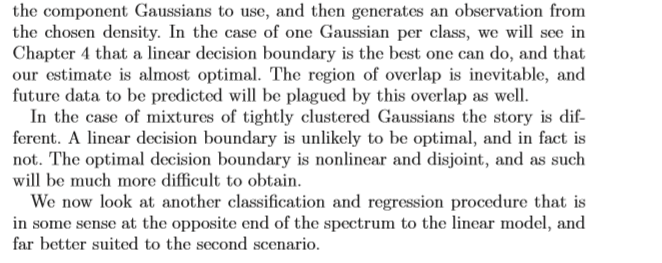 the component Gaussians to use, and then generates an observation from
the chosen density. In the case of one Gaussian per class, we will see in
Chapter 4 that a linear decision boundary is the best one can do, and that
our estimate is almost optimal. The region of overlap is inevitable, and
future data to be predicted will be plagued by this overlap as well.
In the case of mixtures of tightly clustered Gaussians the story is dif-
ferent. A linear decision boundary is unlikely to be optimal, and in fact is
not. The optimal decision boundary is nonlinear and disjoint, and as such
will be much more difficult to obtain.
We now look at another classification and regression procedure that is
in some sense at the opposite end of the spectrum to the linear model, and
far better suited to the second scenario.